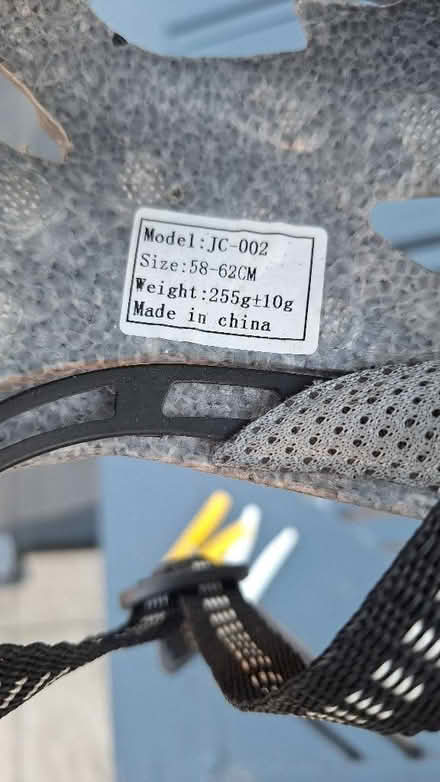 Model:JC-002
Size:58-62CM
Weight:255g±10g
Made in china